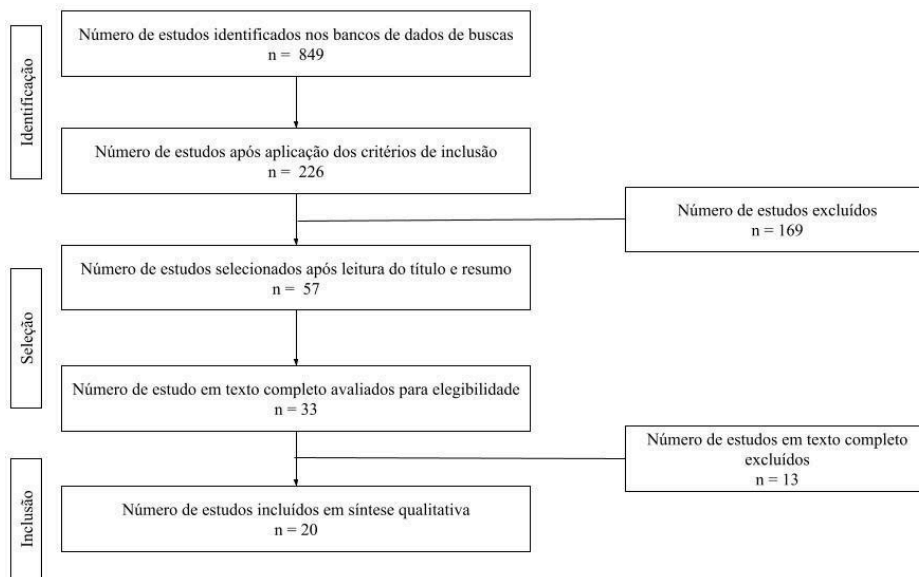 Identificação
Número de estudos identificados nos bancos de dados de buscas
n = 849
Número de estudos após aplicação dos critérios de inclusão
n = 226
Número de estudos excluídos
n = 169
Seleção
Número de estudos selecionados após leitura do título e resumo
n = 57
Número de estudo em texto completo avaliados para elegibilidade
n = 33
Número de estudos em texto completo
excluídos
n = 13
Inclusão
Número de estudos incluídos em síntese qualitativa
n = 20